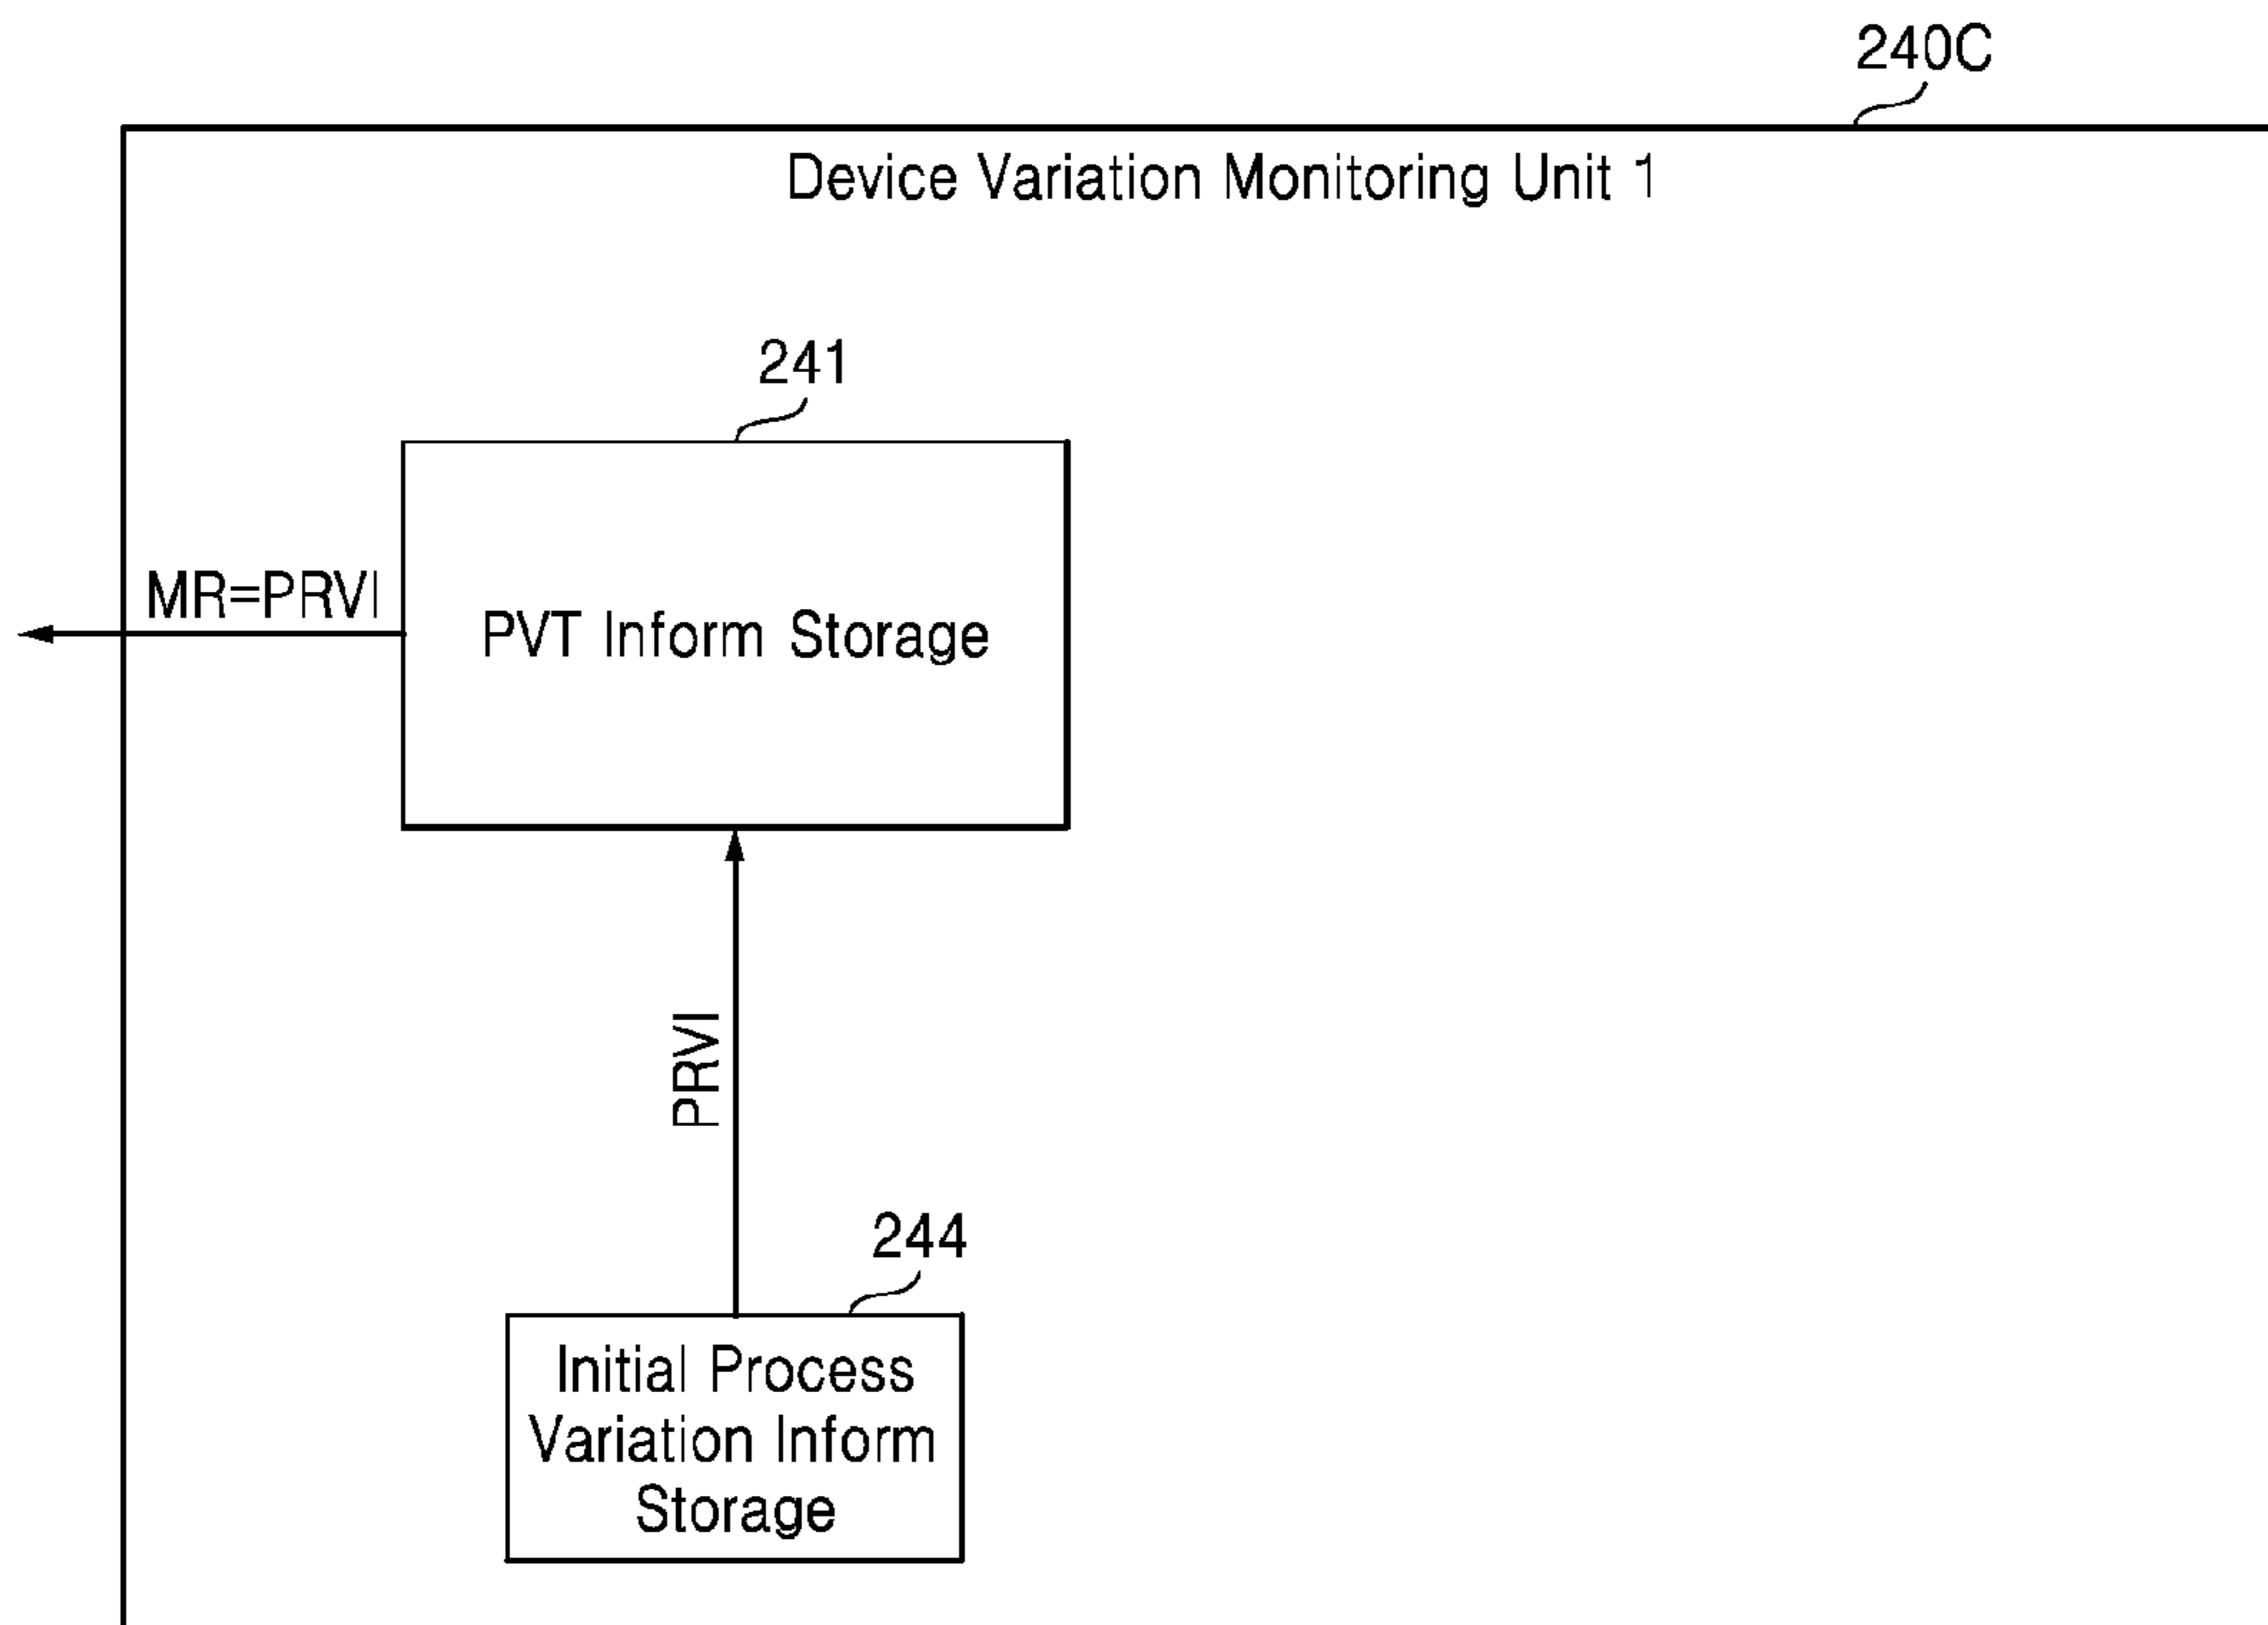 240C
Device Variation Monitoring Unit 1
241
MR=PRVI
PVT Inform Storage
PRVI
244
Initial Process
Variation Inform
Storage